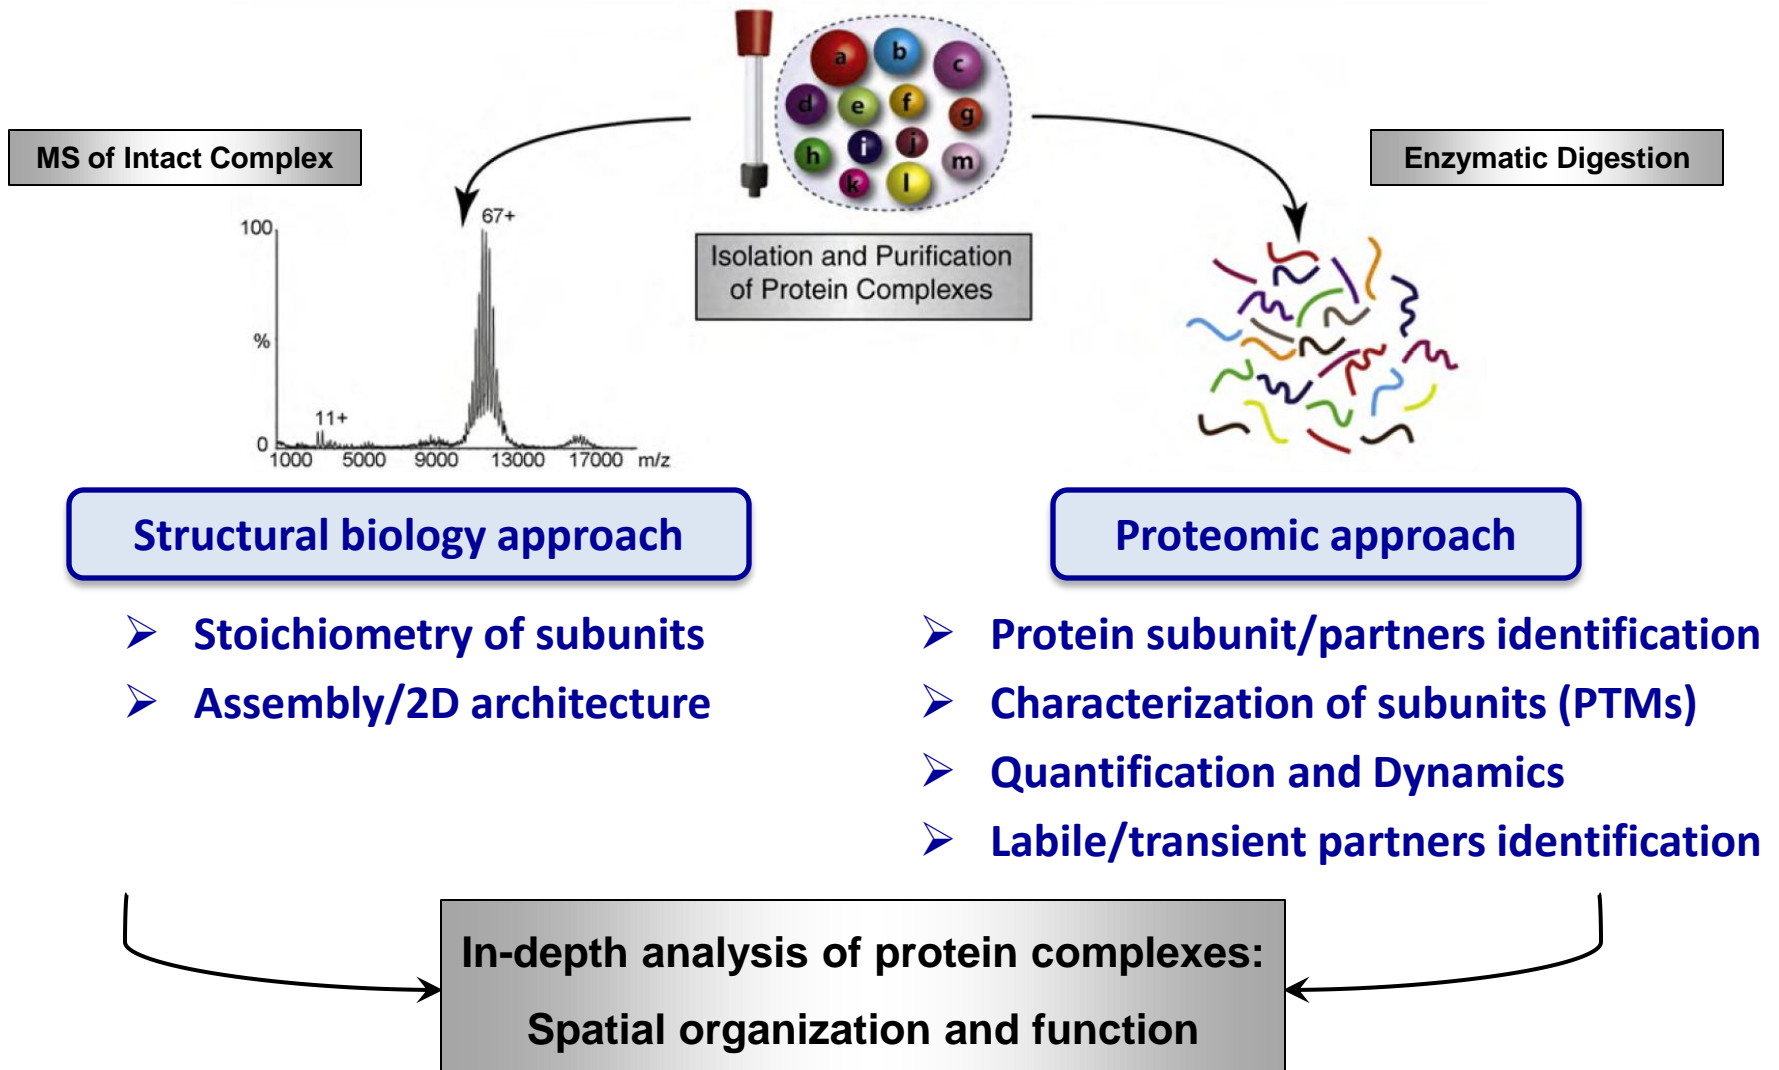 a
b
c
d
e
f
g
h
i
j
m
k
l
MS of Intact Complex
Enzymatic Digestion
Isolation and Purification
of Protein Complexes
67+
100
%
11+
0
1000 5000 9000 13000 17000 m/z
Structural biology approach
Stoichiometry of subunits
Assembly/2D architecture
Proteomic approach
Protein subunit/partners identification
Characterization of subunits (PTMs)
Quantification and Dynamics
Labile/transient partners identification
In-depth analysis of protein complexes:
Spatial organization and function